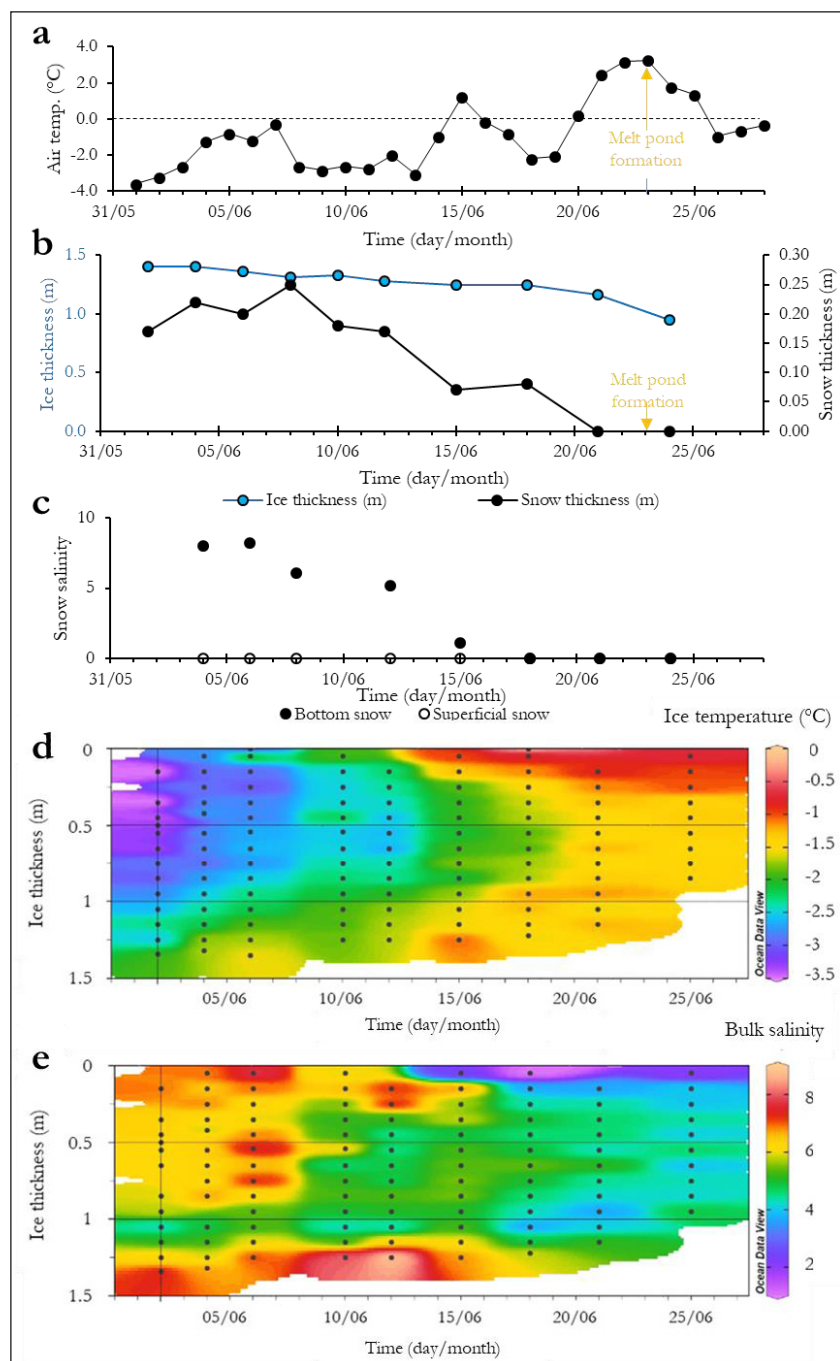 a
4.0
2.0
0.0
-2.0
-4.0
Air temp. (°C)
Melt pond
formation
31/05 05/06 10/06 15/06 20/06 25/06
Time (day/month)
b
1.5
1.0
0.5
0.0
Ice thickness (m)
0.30
0.25
0.20
0.15
0.10
0.05
0.00
Snow thickness (m)
Melt pond
formation
31/05 05/06 10/06 15/06 20/06 25/06
Time (day/month)
Ice thickness (m) Snow thickness (m)
c
10
5
0
Snow salinity
31/05 05/06 10/06 15/06 20/06 25/06
Time (day/month)
Bottom snow Superficial snow
Ice temperature (°C)
d
0
0.5
1
1.5
Ice thickness (m)
05/06 10/06 15/06 20/06 25/06
Time (day/month)
Ocean Data View
0
-0.5
-1
-1.5
-2
-2.5
-3
-3.5
Bulk salinity
e
0
0.5
1
1.5
Ice thickness (m)
05/06 10/06 15/06 20/06 25/06
Time (day/month)
Ocean Data View
8
6
4
2